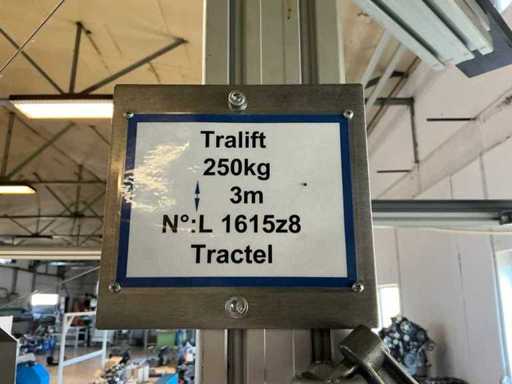 Tralift
250kg
3m
N°:L 1615z8
Tractel